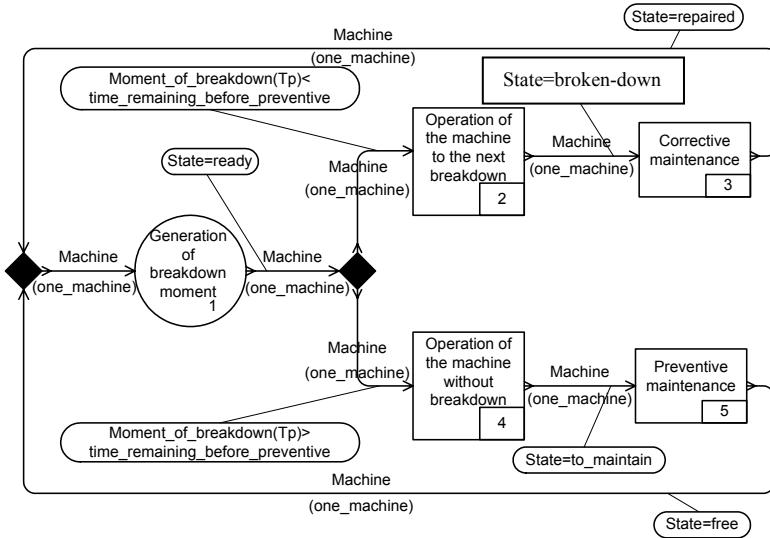 State=repaired
Machine
(one_machine)
Moment_of_breakdown(Tp)<
time_remaining_before_preventive
State=broken-down
Operation of
the machine
to the next
breakdown
2
Machine
(one_machine)
Corrective
maintenance
3
State=ready
Machine
(one_machine)
Machine
(one_machine)
Generation
of
breakdown
moment
1
Machine
(one_machine)
Machine
(one_machine)
Operation of
the machine
without
breakdown
4
Machine
(one_machine)
Preventive
maintenance
5
Moment_of_breakdown(Tp)>
time_remaining_before_preventive
State=to_maintain
Machine
(one_machine)
State=free